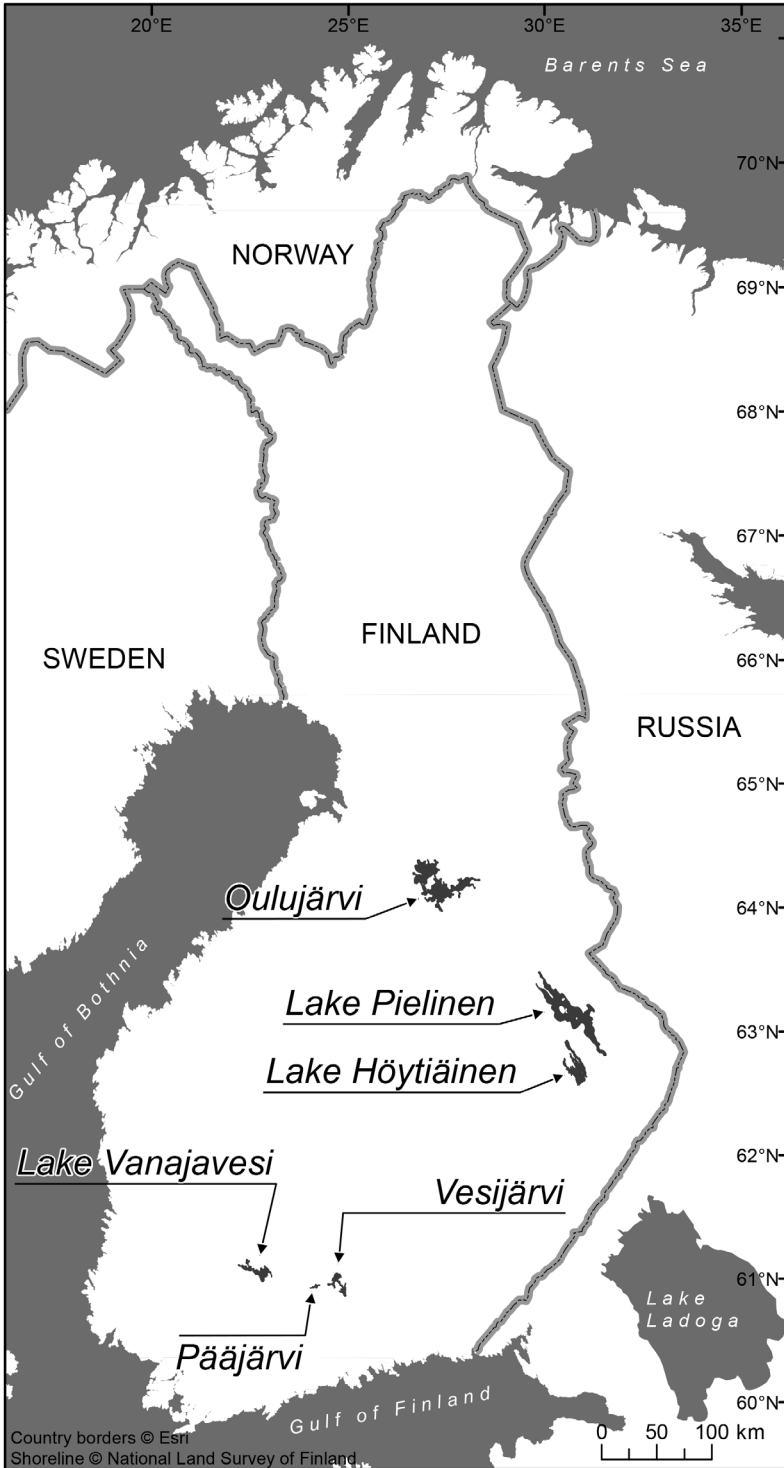 20°E 25°E 30°E 35°E
Barents Sea
70°N
NORWAY
69°N
68°N
67°N
FINLAND
SWEDEN
66°N
RUSSIA
65°N
Oulujärvi
64°N
Gulf of Bothnia
Lake Pielinen
63°N
Lake Höytiäinen
Lake Vanajavesi
62°N
Vesijärvi
61°N
Lake
Ladoga
Pääjärvi
60°N
Gulf of Finland
0 50 100 km
Country borders © Esri
Shoreline © National Land Survey of Finland